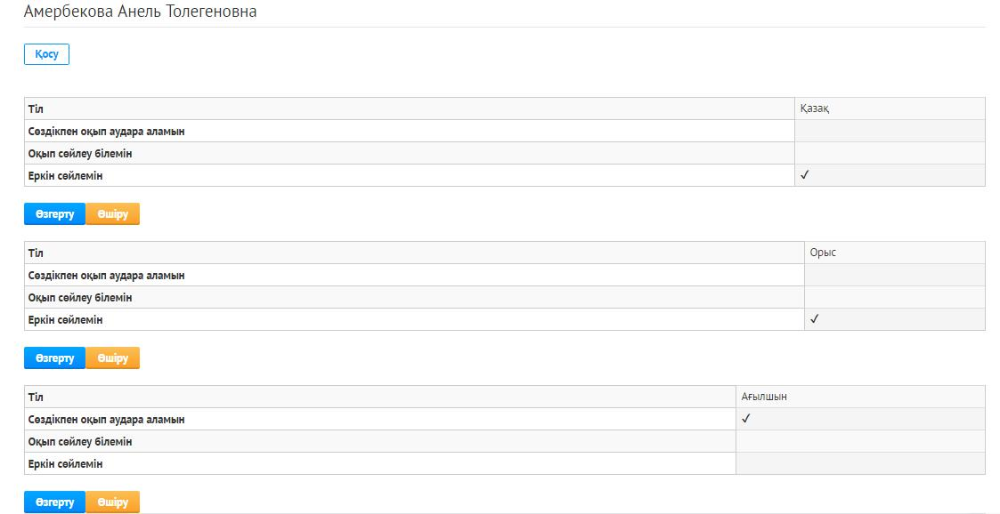 Амербекова Анель Толегеновна
Қосу
Тіл Қазақ
Сөздікпен оқып аудара аламын
Оқып сөйлеу білемін
Еркін сөйлемін ✓
Өзгерту Өшіру
Тіл Орыс
Сөздікпен оқып аудара аламын
Оқып сөйлеу білемін
Еркін сөйлемін ✓
Өзгерту Өшіру
Тіл Ағылшын
Сөздікпен оқып аудара аламын ✓
Оқып сөйлеу білемін
Еркін сөйлемін
Өзгерту Өшіру